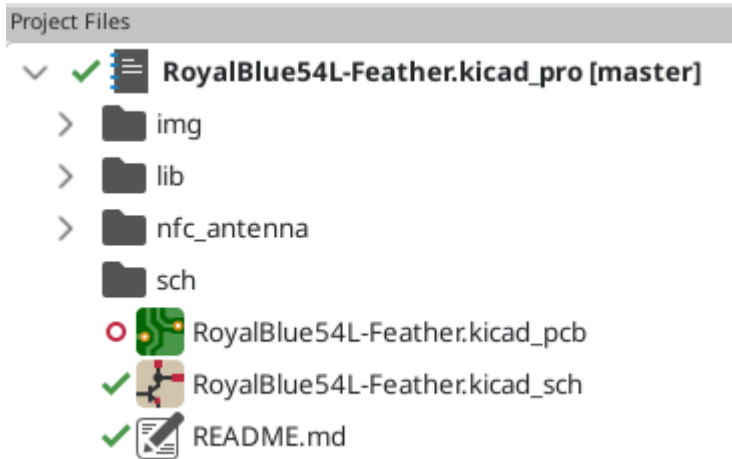 Project Files
RoyalBlue54L-Feather.kicad_pro [master]
img
lib
nfc_antenna
sch
RoyalBlue54L-Feather.kicad_pcb
RoyalBlue54L-Feather.kicad_sch
README.md